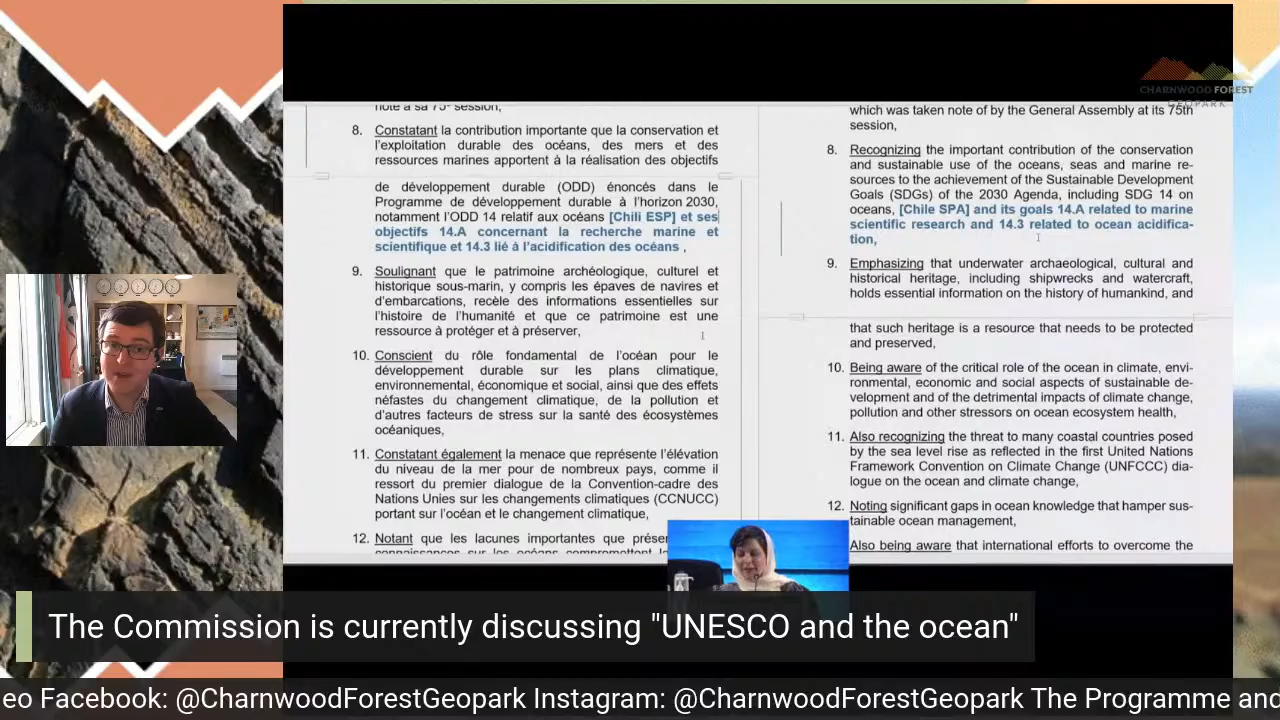 note à sa 75e session,
8. Constatant la contribution importante que la conservation et
l'exploitation durable des océans, des mers et des
ressources marines apportent à la réalisation des objectifs
de développement durable (ODD) énoncés dans le
Programme de développement durable à l'horizon 2030,
notamment l'ODD 14 relatif aux océans [Chili ESP] et ses
objectifs 14.A concernant la recherche marine et
scientifique et 14.3 lié à l'acidification des océans ,
9. Soulignant que le patrimoine archéologique, culturel et
historique sous-marin, y compris les épaves de navires et
d'embarcations, recèle des informations essentielles sur
l'histoire de l'humanité et que ce patrimoine est une
ressource à protéger et à préserver,
10. Conscient du rôle fondamental de l'océan pour le
développement durable sur les plans climatique,
environnemental, économique et social, ainsi que des effets
néfastes du changement climatique, de la pollution et
d'autres facteurs de stress sur la santé des écosystèmes
océaniques,
11. Constatant également la menace que représente l'élévation
du niveau de la mer pour de nombreux pays, comme il
ressort du premier dialogue de la Convention-cadre des
Nations Unies sur les changements climatiques (CCNUCC)
portant sur l'océan et le changement climatique,
12. Notant que les lacunes importantes que
connaissances sur les océans compromettent
which was taken note of by the General Assembly at its 75th
session,
8. Recognizing the important contribution of the conservation
and sustainable use of the oceans, seas and marine re-
sources to the achievement of the Sustainable Development
Goals (SDGs) of the 2030 Agenda, including SDG 14 on
oceans, [Chile SPA] and its goals 14.A related to marine
scientific research and 14.3 related to ocean acidifica-
tion,
9. Emphasizing that underwater archaeological, cultural and
historical heritage, including shipwrecks and watercraft,
holds essential information on the history of humankind, and
that such heritage is a resource that needs to be protected
and preserved,
10. Being aware of the critical role of the ocean in climate, envi-
ronmental, economic and social aspects of sustainable de-
velopment and of the detrimental impacts of climate change,
pollution and other stressors on ocean ecosystem health,
11. Also recognizing the threat to many coastal countries posed
by the sea level rise as reflected in the first United Nations
Framework Convention on Climate Change (UNFCCC) dia-
logue on the ocean and climate change,
12. Noting significant gaps in ocean knowledge that hamper sus-
tainable ocean management,
Also being aware that international efforts to overcome the
CHARNWOOD FOREST
GEOPARK
The Commission is currently discussing "UNESCO and the ocean"
eo Facebook: @CharnwoodForestGeopark Instagram: @CharnwoodForestGeopark The Programme and